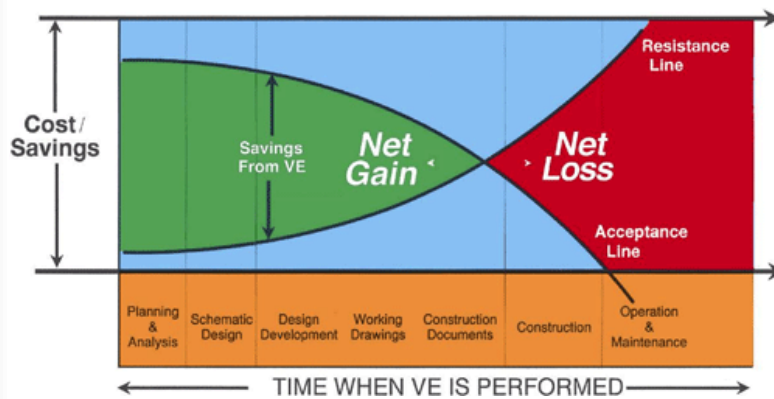 Resistance
Line
Cost/
Savings
Savings
From VE
Net
Gain
Net
Loss
Acceptance
Line
Planning
&
Analysis
Schematic
Design
Design
Development
Working
Drawings
Construction
Documents
Construction
Operation
&
Maintenance
TIME WHEN VE IS PERFORMED